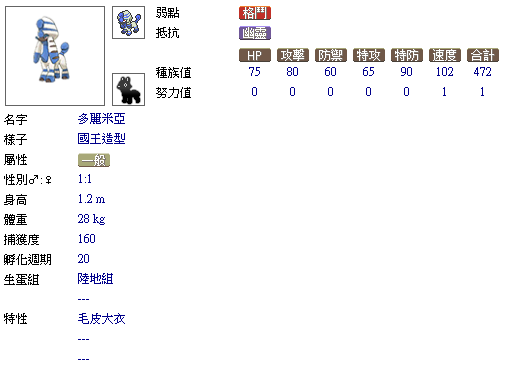 弱點 格鬥
抵抗 幽靈
HP 攻擊 防禦 特攻 特防 速度 合計
種族值 75 80 60 65 90 102 472
努力值 0 0 0 0 0 1 1
名字 多麗米亞
樣子 國王造型
屬性 一般
性別♂:♀ 1:1
身高 1.2 m
體重 28 kg
捕獲度 160
孵化週期 20
生蛋組 陸地組
---
特性 毛皮大衣
---
---